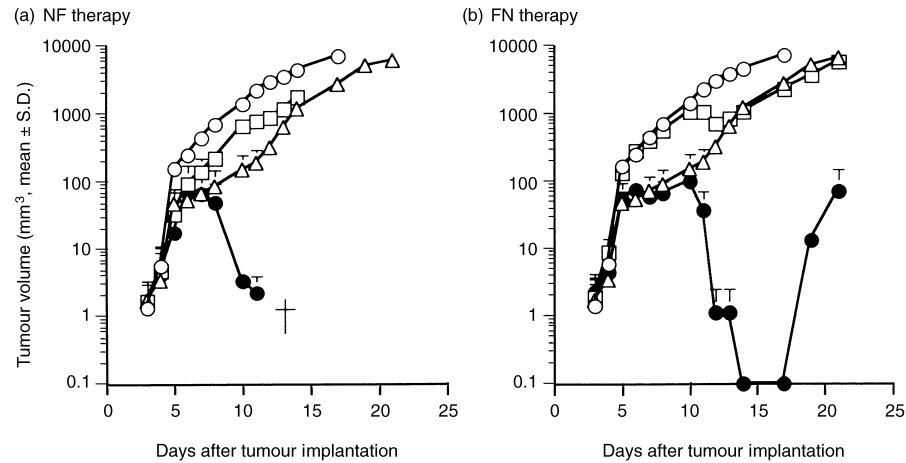 (a) NF therapy
(b) FN therapy
Tumour volume (mm³, mean ± S.D.)
10000
1000
100
10
1
0.1
0 5 10 15 20 25
Days after tumour implantation
10000
1000
100
10
1
0.1
0 5 10 15 20 25
Days after tumour implantation